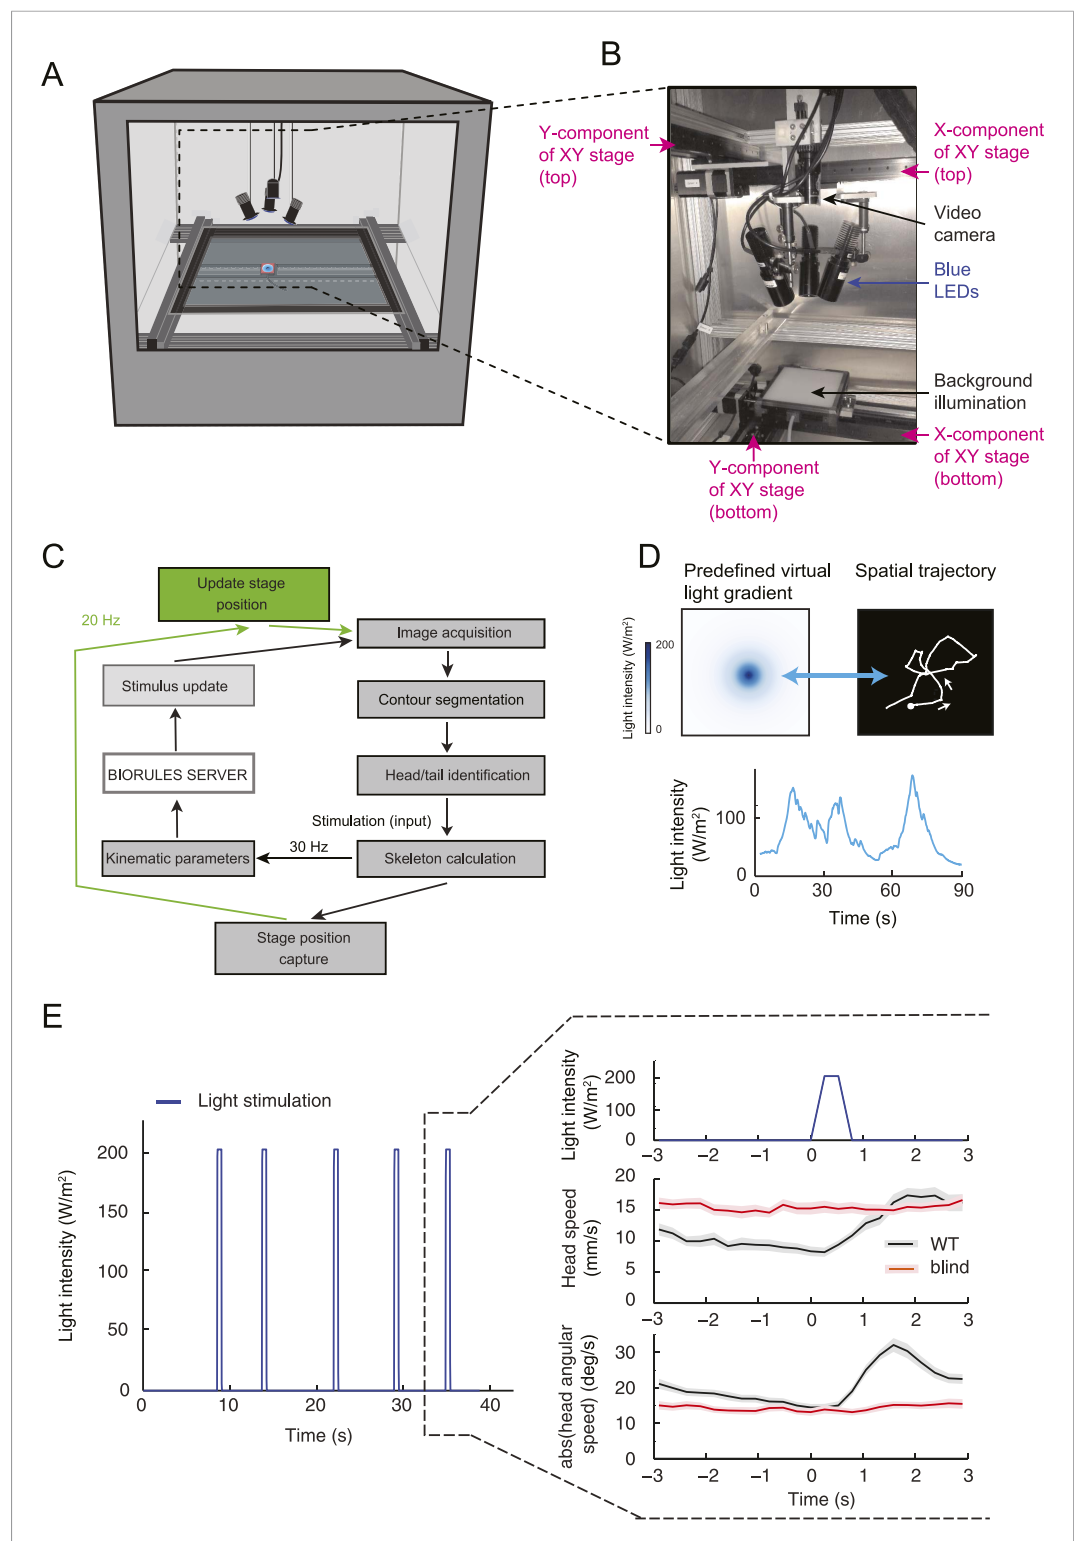 A
B
Y-component
of XY stage
(top)
X-component
of XY stage
(top)
Video
camera
Blue
LEDs
Background
illumination
X-component
of XY stage
(bottom)
Y-component
of XY stage
(bottom)
C
Update stage
position
20 Hz
Image acquisition
Stimulus update
Contour segmentation
BIORULES SERVER
Head/tail identification
Stimulation (input)
30 Hz
Kinematic parameters
Skeleton calculation
Stage position
capture
D
Predefined virtual
light gradient
Spatial trajectory
Light intensity (W/m²)
200
0
Light intensity
(W/m²)
100
0
0 30 60 90
Time (s)
E
Light stimulation
Light intensity (W/m²)
200
150
100
50
0
0 10 20 30 40
Time (s)
Light intensity
(W/m²)
200
100
0
−3 −2 −1 0 1 2 3
Head speed
(mm/s)
20
15
10
5
0
WT
blind
−3 −2 −1 0 1 2 3
abs(head angular
speed) (deg/s)
30
20
10
0
−3 −2 −1 0 1 2 3
Time (s)